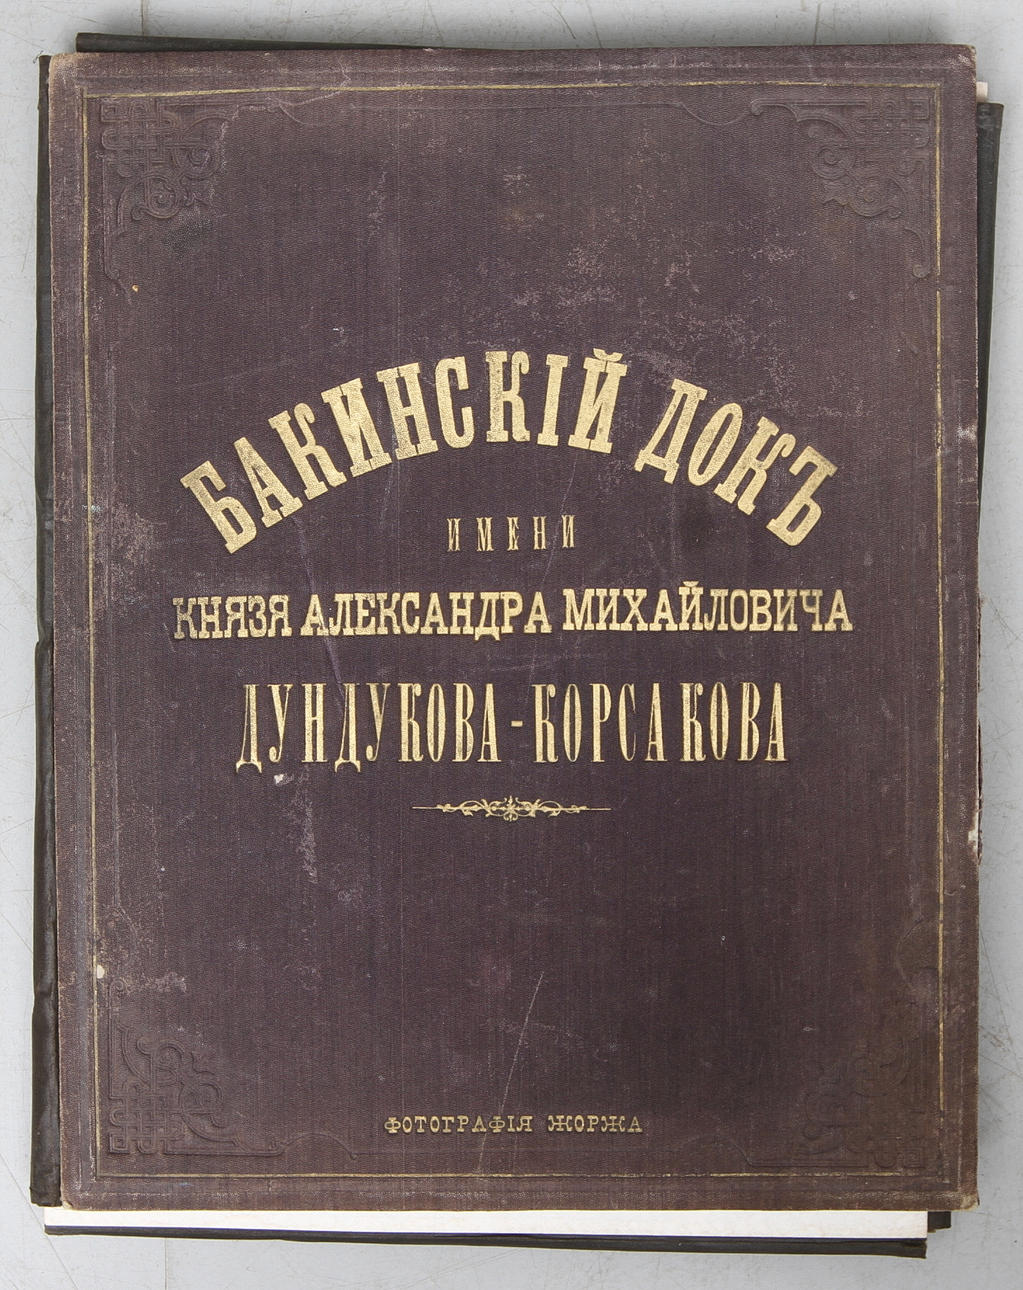 БАКИНСКІЙ ДОКЪ
ИМЕНИ
КНЯЗЯ АЛЕКСАНДРА МИХАЙЛОВИЧА
ДУНДУКОВА-КОРСАКОВА
ФОТОГРАФІЯ ЖОРЖА